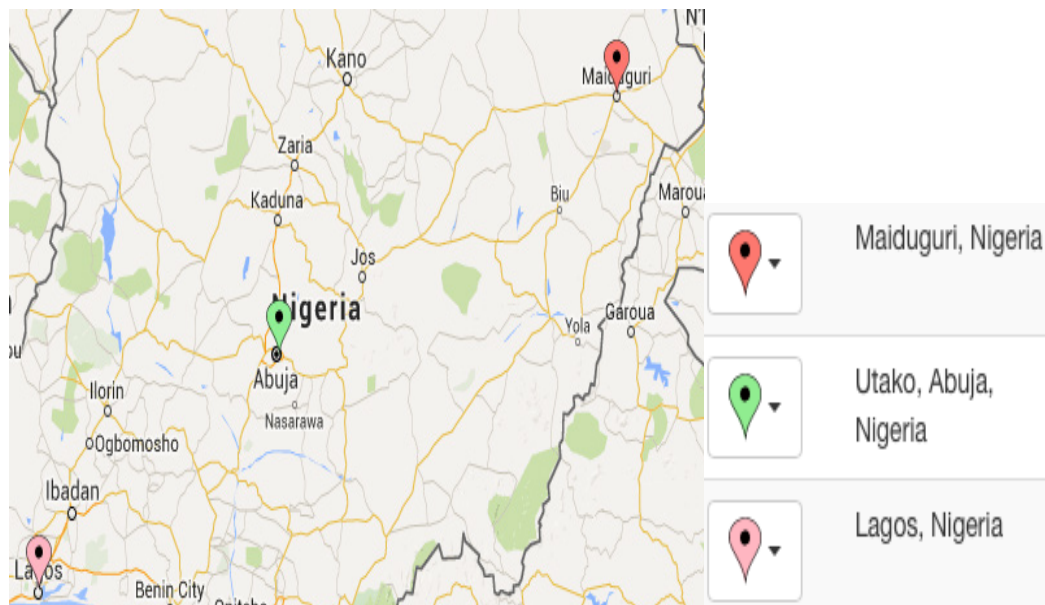 Kano
Maiduguri
Zaria
Kaduna
Biu
Maroua
Jos
Nigeria
Garoua
Yola
Abuja
Ilorin
Nasarawa
Ogbomosho
Ibadan
Lagos
Benin City
Maiduguri, Nigeria
Utako, Abuja,
Nigeria
Lagos, Nigeria